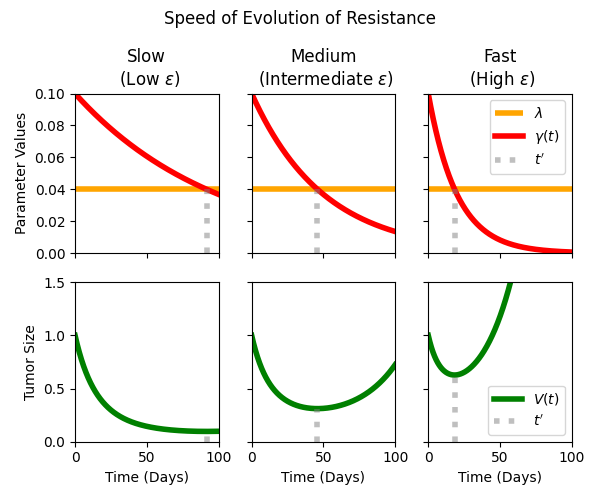 Speed of Evolution of Resistance
Slow
(Low ε)
Medium
(Intermediate ε)
Fast
(High ε)
Parameter Values
0.10
0.08
0.06
0.04
0.02
0.00
λ
γ(t)
t′
Tumor Size
1.5
1.0
0.5
0.0
V(t)
t′
0 50 100
0 50 100
0 50 100
Time (Days)
Time (Days)
Time (Days)